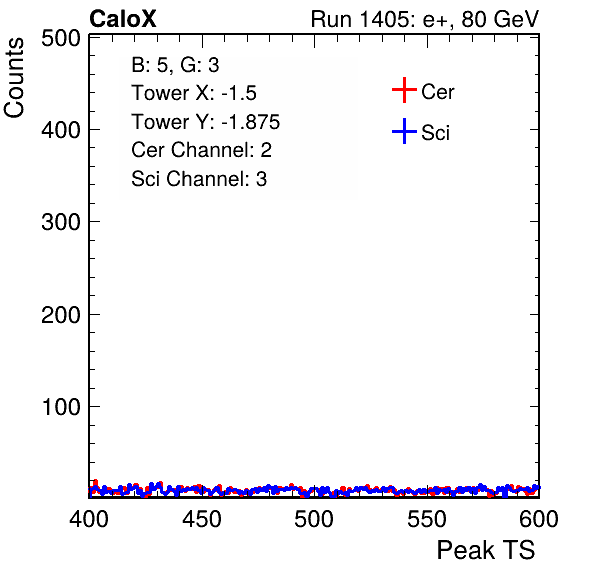 CaloX Run 1405: e+, 80 GeV
Counts
500
400
300
200
100
B: 5, G: 3
Tower X: -1.5
Tower Y: -1.875
Cer Channel: 2
Sci Channel: 3
Cer
Sci
400 450 500 550 600
Peak TS